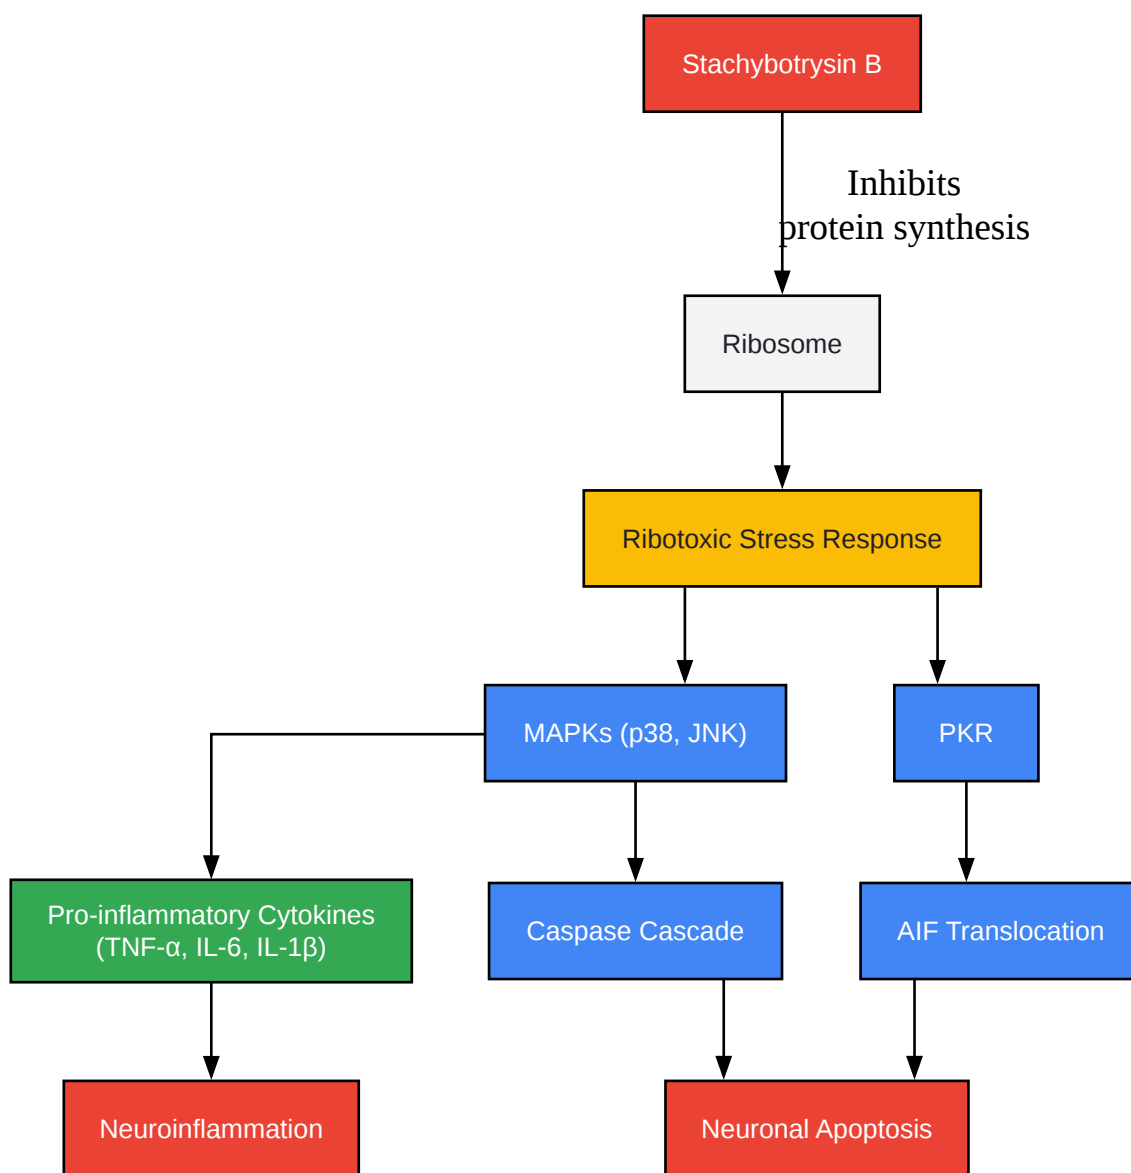 Stachybotrysin B
Inhibits
protein synthesis
Ribosome
Ribotoxic Stress Response
MAPKs (p38, JNK)
PKR
Pro-inflammatory Cytokines
(TNF-α, IL-6, IL-1β)
Caspase Cascade
AIF Translocation
Neuroinflammation
Neuronal Apoptosis